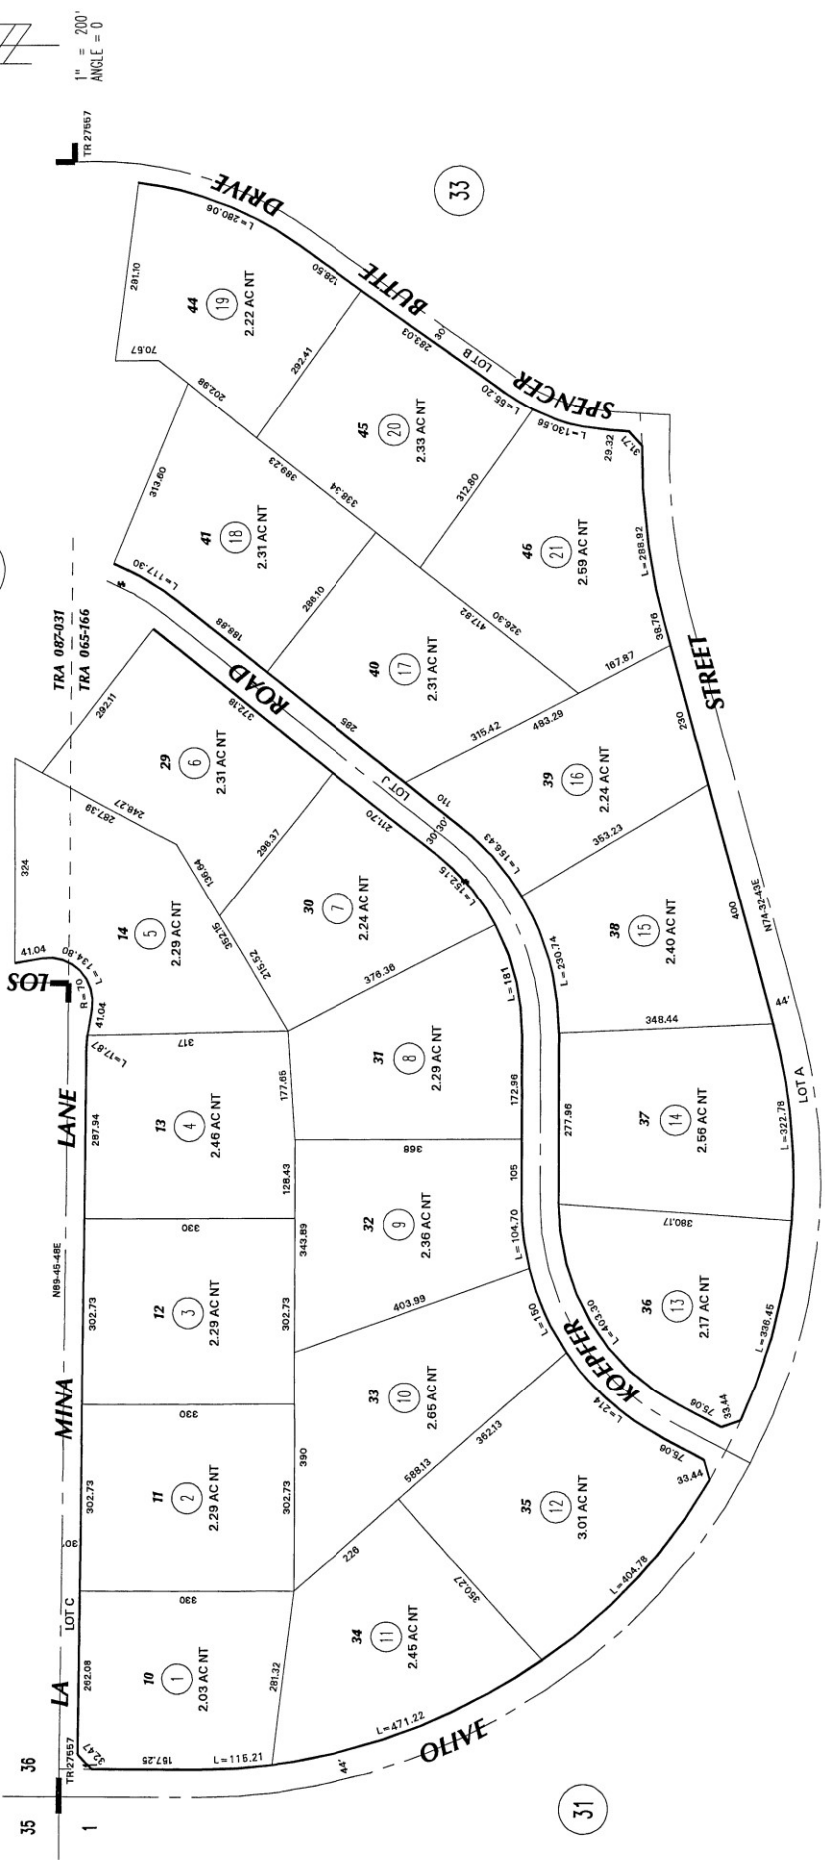 1" = 200'
ANGLE = 0
TR 27557
35
36
1
TR 27557
LA MINA LANE
LOS
LOT C
30'
N89-45-48E
TRA 087-031
TRA 065-166
32.47
262.08
302.73
302.73
287.94
L=17.87
41.04
R=70
L=134.80
41.04
324
10
1
2.03 AC NT
157.25
L=115.21
281.32
330
11
2
2.29 AC NT
302.73
330
12
3
2.29 AC NT
302.73
330
13
4
2.46 AC NT
128.43
177.65
317
343.89
390
14
5
2.29 AC NT
287.39
248.27
136.64
352.15
215.52
29
6
2.31 AC NT
292.11
372.18
296.37
30
7
2.24 AC NT
211.70
L=152.15
376.36
31
8
2.29 AC NT
L=181
172.96
368
32
9
2.36 AC NT
105
L=104.70
403.99
33
10
2.65 AC NT
L=150
588.13
362.13
226
34
11
2.45 AC NT
L=471.22
350.27
35
12
3.01 AC NT
L=214
75.06
33.44
L=404.78
36
13
2.17 AC NT
L=403.30
75.06
33.44
L=336.45
380.17
37
14
2.56 AC NT
277.96
L=322.78
348.44
38
15
2.40 AC NT
L=230.74
400
353.23
39
16
2.24 AC NT
L=156.43
110
230
483.29
315.42
167.87
40
17
2.31 AC NT
285
286.10
417.82
326.30
41
18
2.31 AC NT
L=117.30
188.88
313.60
389.23
338.34
44
19
2.22 AC NT
291.10
70.57
202.98
L=280.06
128.50
292.41
45
20
2.33 AC NT
283.03
L=55.20
312.80
46
21
2.59 AC NT
L=130.56
29.32
31.71
L=288.92
38.76
KOEPFER ROAD
LOT J
30' 30'
SPENCER BUTTE DRIVE
LOT B
30
OLIVE STREET
44'
44'
LOT A
N74-32-43E
31
33